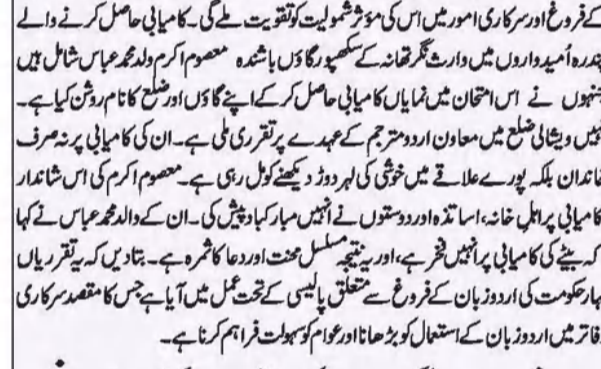 کے فروغ اور سرکاری امور میں اس کی مؤثر شمولیت کو تقویت ملے گی۔ کامیابی حاصل کرنے والے
پندرہ اُمیدواروں میں وارث نگر تھانہ کے سکھپور گاؤں باشندہ معصوم اکرم ولد محمد عباس شامل ہیں
جنہوں نے اس امتحان میں نمایاں کامیابی حاصل کر کے اپنے گاؤں اور ضلع کا نام روشن کیا ہے۔
نہیں ویشالی ضلع میں معاون اردو مترجم کے عہدے پر تقرری ملی ہے۔ ان کی کامیابی پر نہ صرف
خاندان بلکہ پورے علاقے میں خوشی کی لہر دوڑ دیکھنے کو مل رہی ہے۔ معصوم اکرم کی اس شاندار
کامیابی پر اہل خانہ، اساتذہ اور دوستوں نے انہیں مبارکباد پیش کی۔ ان کے والد محمد عباس نے کہا
کہ بیٹے کی کامیابی پر انہیں فخر ہے، اور یہ نتیجہ مسلسل محنت اور دعا کا ثمرہ ہے۔ بتادیں کہ یہ تقرریاں
بہار حکومت کی اردو زبان کے فروغ سے متعلق پالیسی کے تحت عمل میں آیا ہے جس کا مقصد سرکاری
دفاتر میں اردو زبان کے استعمال کو بڑھانا اور عوام کو سہولت فراہم کرنا ہے۔